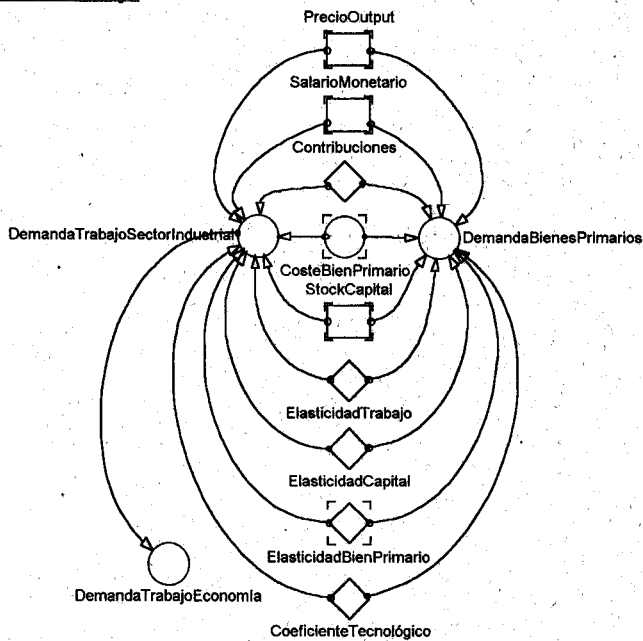 PrecioOutput
SalarioMonetario
Contribuciones
DemandaTrabajoSectorIndustrial
DemandaBienesPrimarios
CosteBienPrimario
StockCapital
ElasticidadTrabajo
ElasticidadCapital
ElasticidadBienPrimario
DemandaTrabajoEconomía
CoeficienteTecnológico